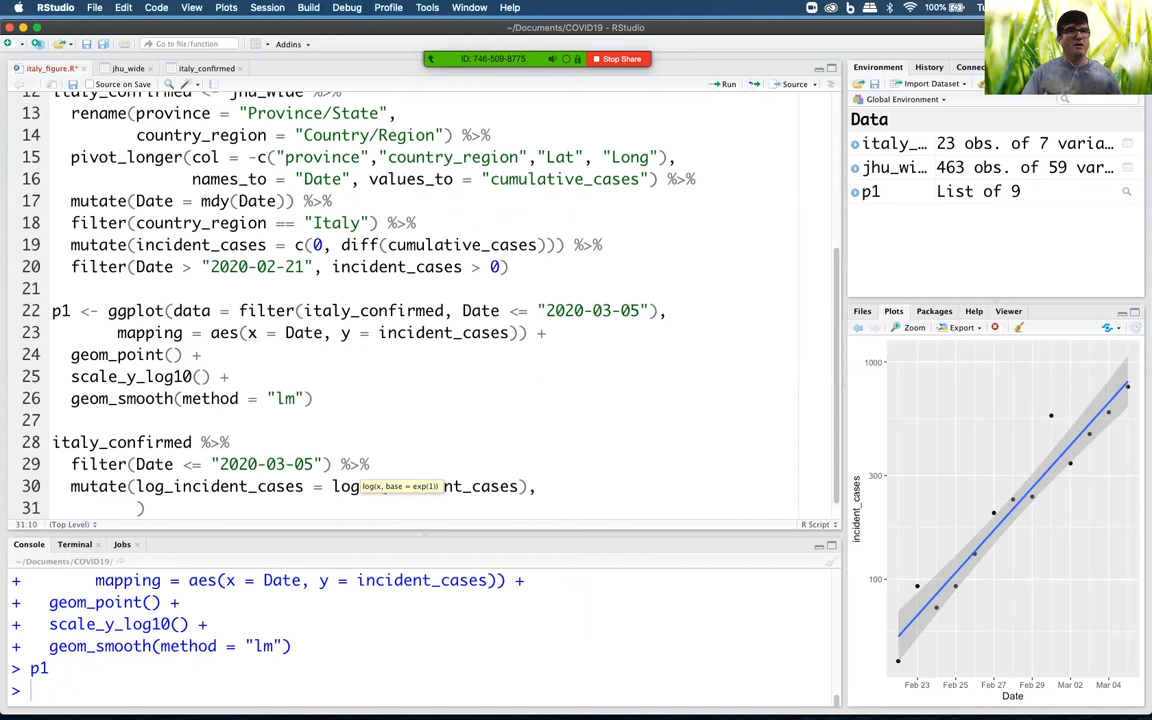 RStudio File Edit Code View Plots Session Build Debug Profile Tools Window Help 100%
~/Documents/COVID19 - RStudio
Go to file/function Addins
ID: 746-509-8775 Stop Share
italy_figure.R* jhu_wide italy_confirmed
Source on Save Run Source
13 rename(province = "Province/State",
14 country_region = "Country/Region") %>%
15 pivot_longer(col = -c("province","country_region","Lat", "Long"),
16 names_to = "Date", values_to = "cumulative_cases") %>%
17 mutate(Date = mdy(Date)) %>%
18 filter(country_region == "Italy") %>%
19 mutate(incident_cases = c(0, diff(cumulative_cases))) %>%
20 filter(Date > "2020-02-21", incident_cases > 0)
21
22 p1 <- ggplot(data = filter(italy_confirmed, Date <= "2020-03-05"),
23 mapping = aes(x = Date, y = incident_cases)) +
24 geom_point() +
25 scale_y_log10() +
26 geom_smooth(method = "lm")
27
28 italy_confirmed %>%
29 filter(Date <= "2020-03-05") %>%
30 mutate(log_incident_cases = log nt_cases),
log(x, base = exp(1))
31 )
31:10 (Top Level) R Script
Console Terminal Jobs
~/Documents/COVID19/
+ mapping = aes(x = Date, y = incident_cases)) +
+ geom_point() +
+ scale_y_log10() +
+ geom_smooth(method = "lm")
> p1
>
Environment History Connec
Import Dataset
Global Environment
Data
italy_… 23 obs. of 7 varia…
jhu_wi… 463 obs. of 59 var…
p1 List of 9
Files Plots Packages Help Viewer
Zoom Export
1000
300
100
incident_cases
Feb 23 Feb 25 Feb 27 Feb 29 Mar 02 Mar 04
Date